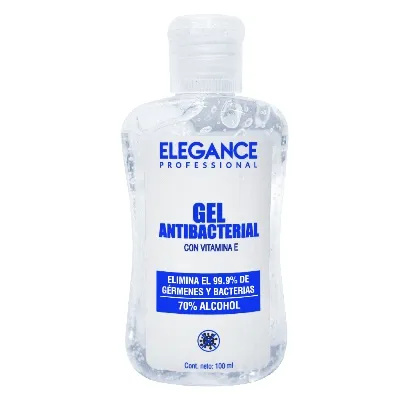 ELEGANCE
PROFESSIONAL
GEL
ANTIBACTERIAL
CON VITAMINA E
ELIMINA EL 99.9% DE
GÉRMENES Y BACTERIAS
70% ALCOHOL
Cont. neto: 100 ml